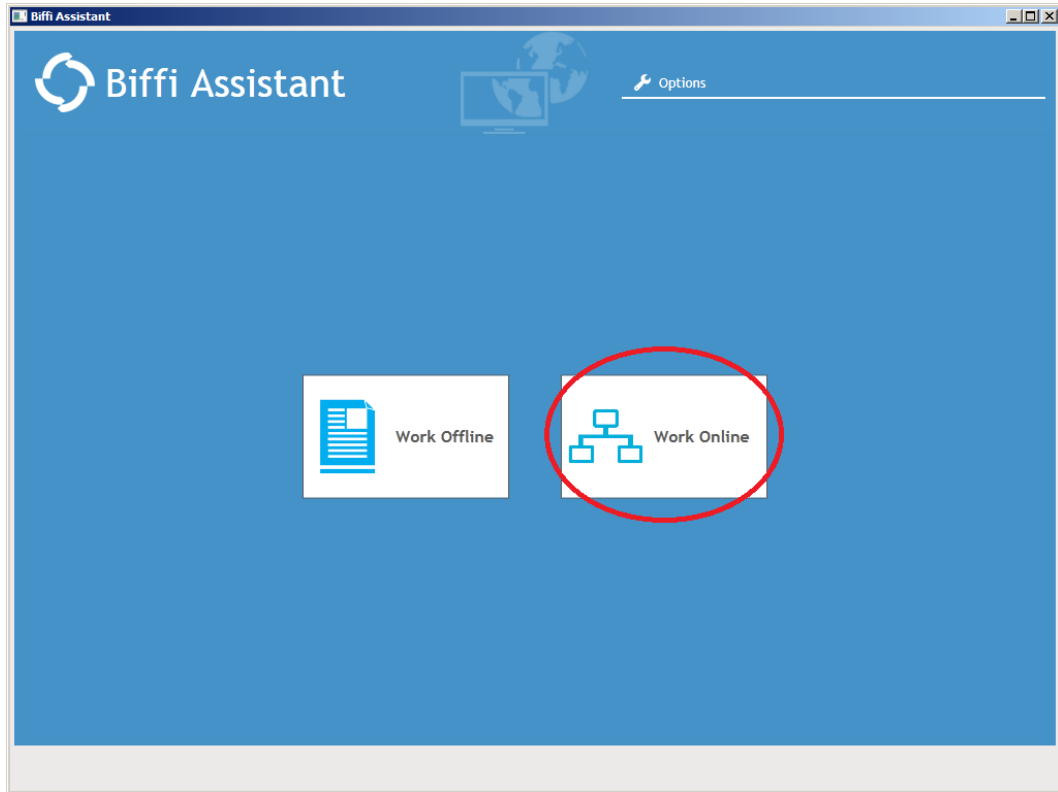 Biffi Assistant
Biffi Assistant
Options
Work Offline
Work Online